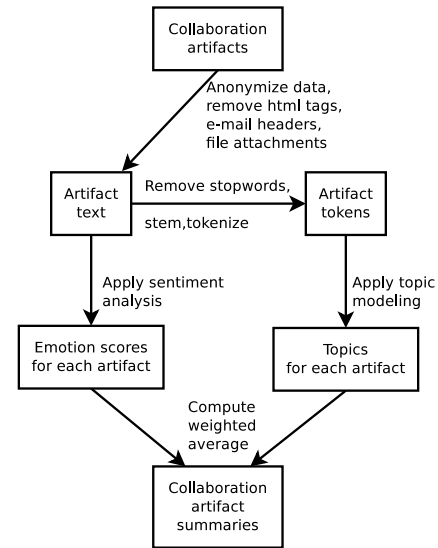 Collaboration
artifacts
Anonymize data,
remove html tags,
e-mail headers,
file attachments
Artifact
text
Remove stopwords,
stem,tokenize
Artifact
tokens
Apply sentiment
analysis
Apply topic
modeling
Emotion scores
for each artifact
Topics
for each artifact
Compute
weighted
average
Collaboration
artifact
summaries